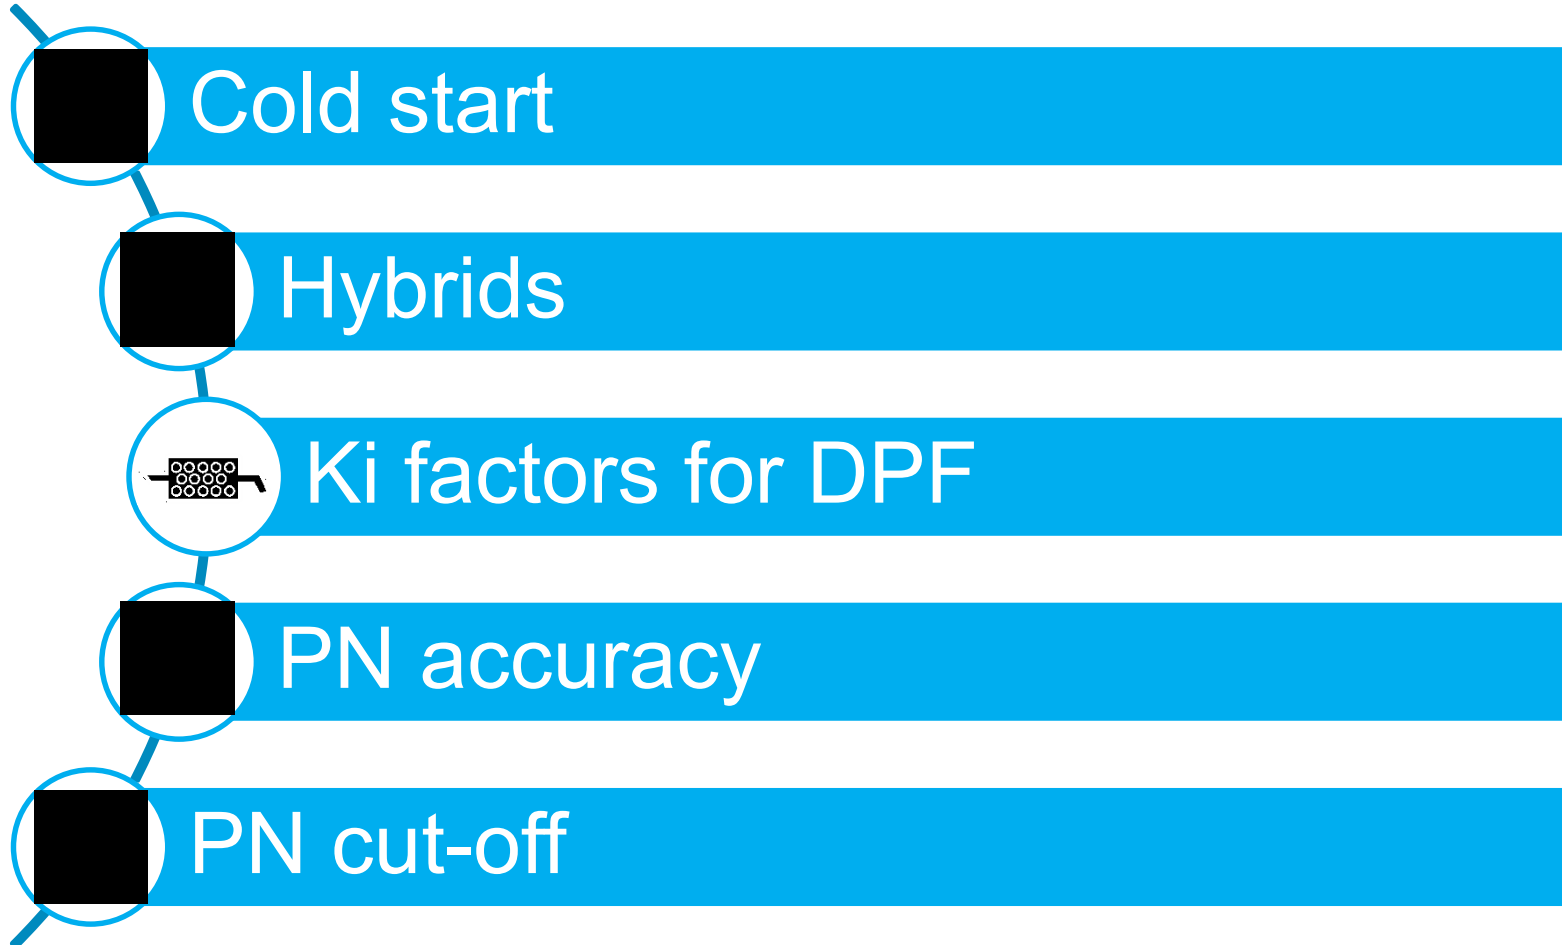 Cold start
Hybrids
Ki factors for DPF
PN accuracy
PN cut-off